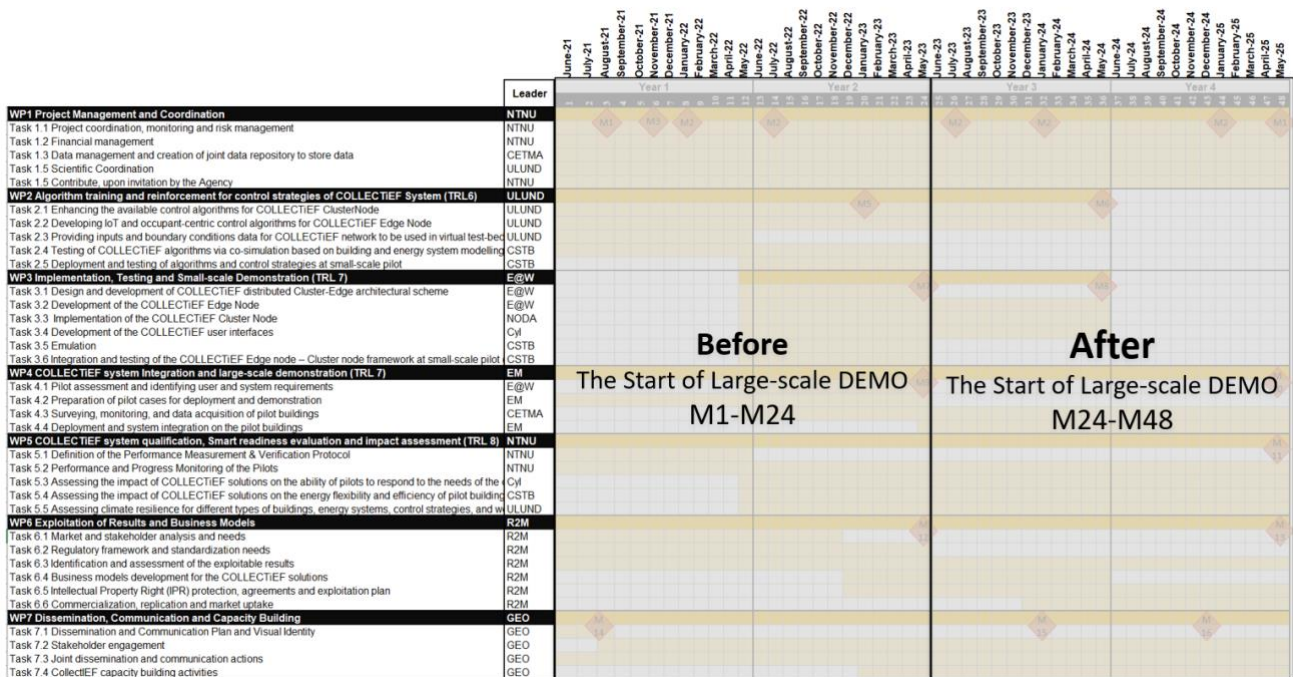 June-21 July-21 August-21 September-21 October-21 November-21 December-21 January-22 February-22 March-22 April-22 May-22 June-22 July-22 August-22 September-22 October-22 November-22 December-22 January-23 February-23 March-23 April-23 May-23 June-23 July-23 August-23 September-23 October-23 November-23 December-23 January-24 February-24 March-24 April-24 May-24 June-24 July-24 August-24 September-24 October-24 November-24 December-24 January-25 February-25 March-25 April-25 May-25
Leader Year 1 Year 2 Year 3 Year 4
WP1 Project Management and Coordination NTNU
Task 1.1 Project coordination, monitoring and risk management NTNU
Task 1.2 Financial management NTNU
Task 1.3 Data management and creation of joint data repository to store data CETMA
Task 1.5 Scientific Coordination ULUND
Task 1.5 Contribute, upon invitation by the Agency NTNU
WP2 Algorithm training and reinforcement for control strategies of COLLECTiEF System (TRL6) ULUND
Task 2.1 Enhancing the available control algorithms for COLLECTiEF ClusterNode ULUND
Task 2.2 Developing IoT and occupant-centric control algorithms for COLLECTiEF Edge Node ULUND
Task 2.3 Providing inputs and boundary conditions data for COLLECTiEF network to be used in virtual test-bed ULUND
Task 2.4 Testing of COLLECTiEF algorithms via co-simulation based on building and energy system modelling CSTB
Task 2.5 Deployment and testing of algorithms and control strategies at small-scale pilot CSTB
WP3 Implementation, Testing and Small-scale Demonstration (TRL 7) E@W
Task 3.1 Design and development of COLLECTiEF distributed Cluster-Edge architectural scheme E@W
Task 3.2 Development of the COLLECTiEF Edge Node E@W
Task 3.3 Implementation of the COLLECTiEF Cluster Node NODA
Task 3.4 Development of the COLLECTiEF user interfaces CyI
Task 3.5 Emulation CSTB
Task 3.6 Integration and testing of the COLLECTiEF Edge node – Cluster node framework at small-scale pilot CSTB
WP4 COLLECTiEF system Integration and large-scale demonstration (TRL 7) EM
Task 4.1 Pilot assessment and identifying user and system requirements E@W
Task 4.2 Preparation of pilot cases for deployment and demonstration EM
Task 4.3 Surveying, monitoring, and data acquisition of pilot buildings CETMA
Task 4.4 Deployment and system integration on the pilot buildings EM
WP5 COLLECTiEF system qualification, Smart readiness evaluation and impact assessment (TRL 8) NTNU
Task 5.1 Definition of the Performance Measurement & Verification Protocol NTNU
Task 5.2 Performance and Progress Monitoring of the Pilots NTNU
Task 5.3 Assessing the impact of COLLECTiEF solutions on the ability of pilots to respond to the needs of the CyI
Task 5.4 Assessing the impact of COLLECTiEF solutions on the energy flexibility and efficiency of pilot building CSTB
Task 5.5 Assessing climate resilience for different types of buildings, energy systems, control strategies, and ULUND
WP6 Exploitation of Results and Business Models R2M
Task 6.1 Market and stakeholder analysis and needs R2M
Task 6.2 Regulatory framework and standardization needs R2M
Task 6.3 Identification and assessment of the exploitable results R2M
Task 6.4 Business models development for the COLLECTiEF solutions R2M
Task 6.5 Intellectual Property Right (IPR) protection, agreements and exploitation plan R2M
Task 6.6 Commercialization, replication and market uptake R2M
WP7 Dissemination, Communication and Capacity Building GEO
Task 7.1 Dissemination and Communication Plan and Visual Identity GEO
Task 7.2 Stakeholder engagement GEO
Task 7.3 Joint dissemination and communication actions GEO
Task 7.4 CollectIEF capacity building activities GEO
Before
The Start of Large-scale DEMO
M1-M24
After
The Start of Large-scale DEMO
M24-M48